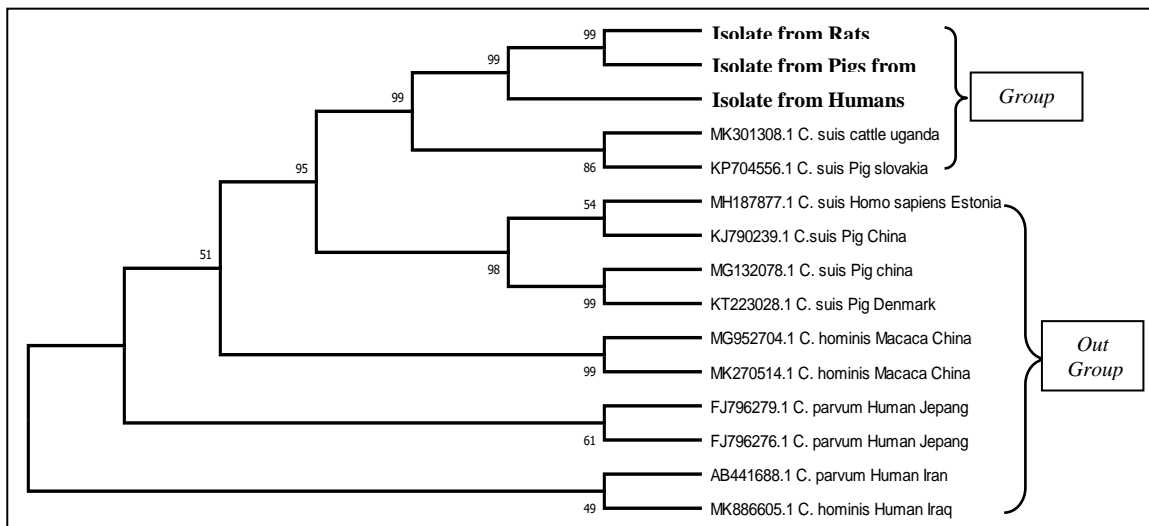 99
Isolate from Rats
99
Isolate from Pigs from
99
Isolate from Humans
Group
MK301308.1 C. suis cattle uganda
95
86
KP704556.1 C. suis Pig slovakia
54
MH187877.1 C. suis Homo sapiens Estonia
KJ790239.1 C.suis Pig China
51
98
MG132078.1 C. suis Pig china
99
KT223028.1 C. suis Pig Denmark
MG952704.1 C. hominis Macaca China
Out
Group
99
MK270514.1 C. hominis Macaca China
FJ796279.1 C. parvum Human Jepang
61
FJ796276.1 C. parvum Human Jepang
AB441688.1 C. parvum Human Iran
49
MK886605.1 C. hominis Human Iraq